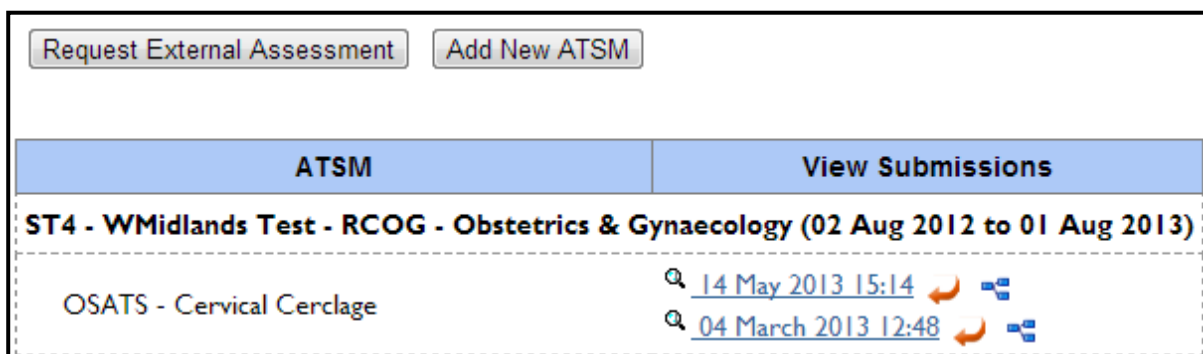 Request External Assessment Add New ATSM
ATSM View Submissions
ST4 - WMidlands Test - RCOG - Obstetrics & Gynaecology (02 Aug 2012 to 01 Aug 2013)
OSATS - Cervical Cerclage
14 May 2013 15:14
04 March 2013 12:48